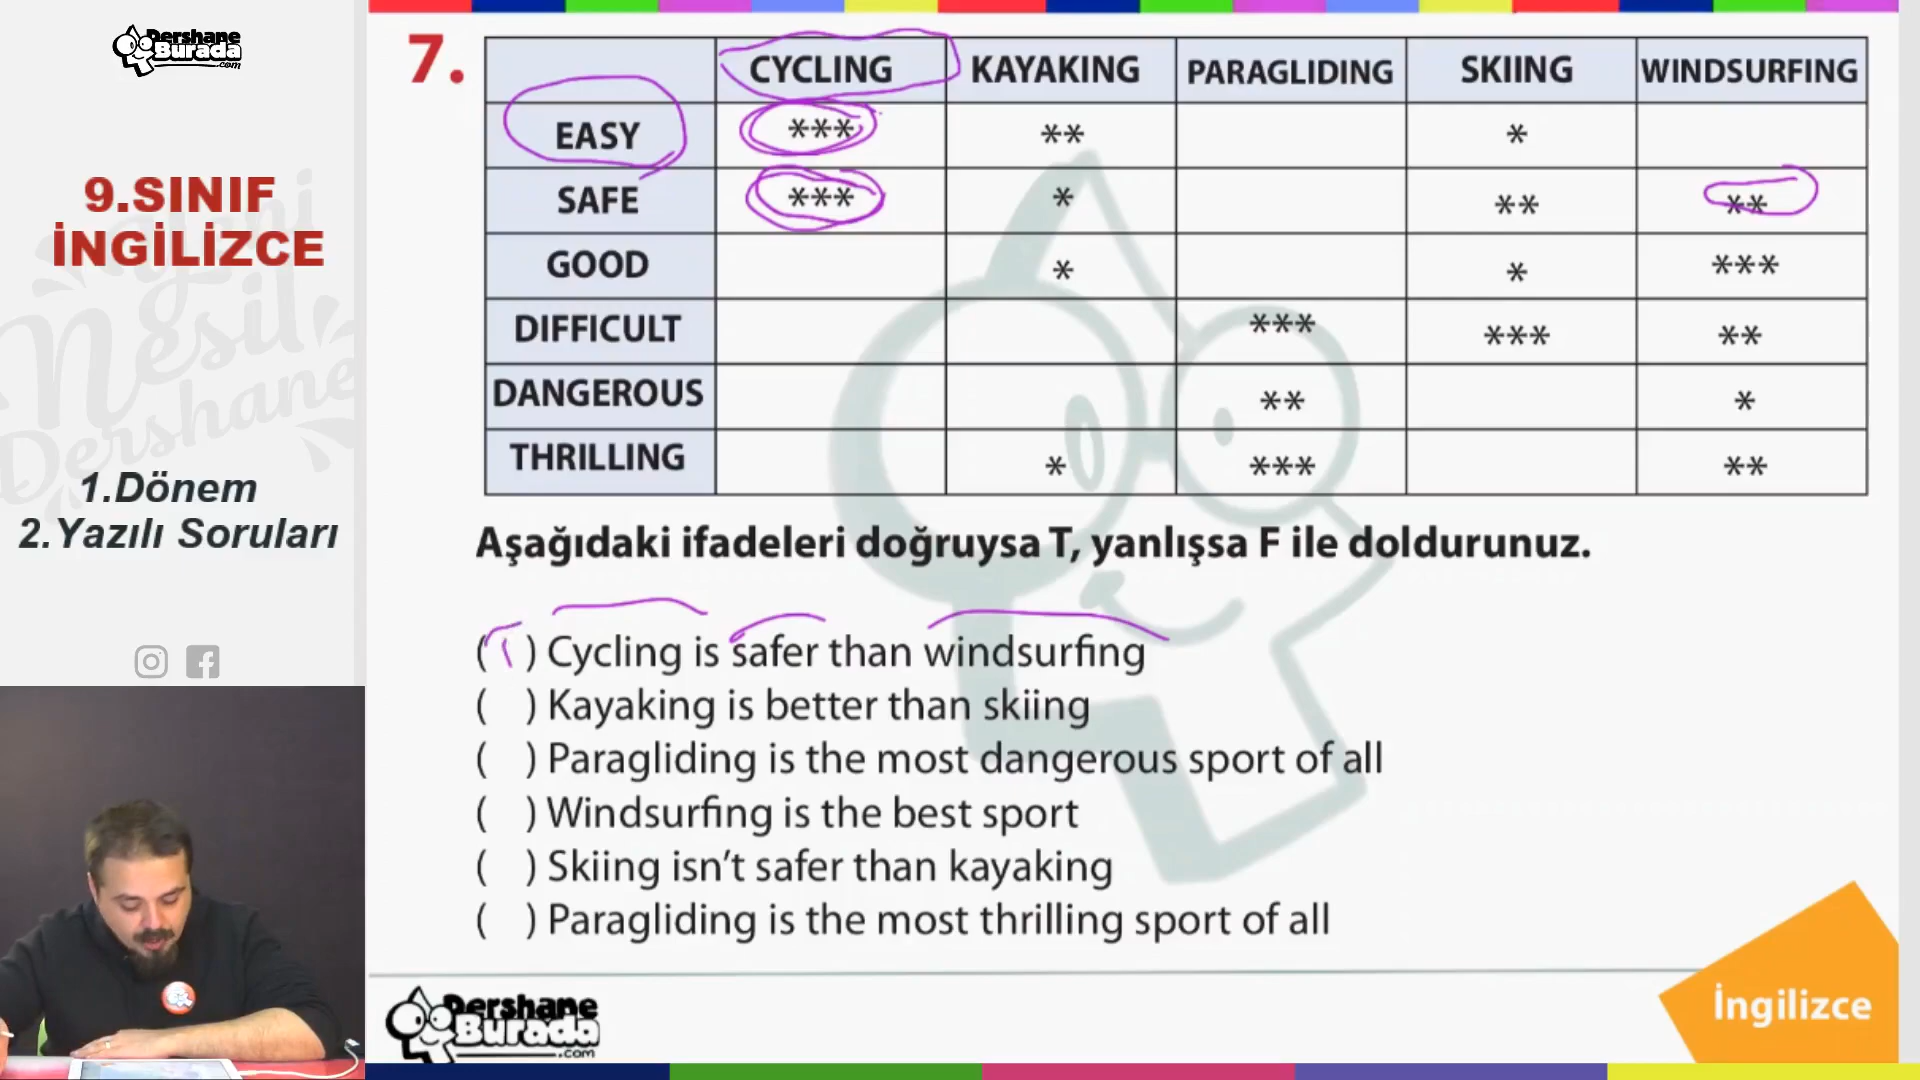 Dershane
Burada
.com
9.SINIF
İNGİLİZCE
Yeni
Nesil
Dershane
1.Dönem
2.Yazılı Soruları
7.
CYCLING KAYAKING PARAGLIDING SKIING WINDSURFING
EASY *** ** *
SAFE *** * ** **
GOOD * * ***
DIFFICULT *** *** **
DANGEROUS ** *
THRILLING * *** **
Aşağıdaki ifadeleri doğruysa T, yanlışsa F ile doldurunuz.
(T) Cycling is safer than windsurfing
( ) Kayaking is better than skiing
( ) Paragliding is the most dangerous sport of all
( ) Windsurfing is the best sport
( ) Skiing isn't safer than kayaking
( ) Paragliding is the most thrilling sport of all
Dershane
Burada
.com
İngilizce